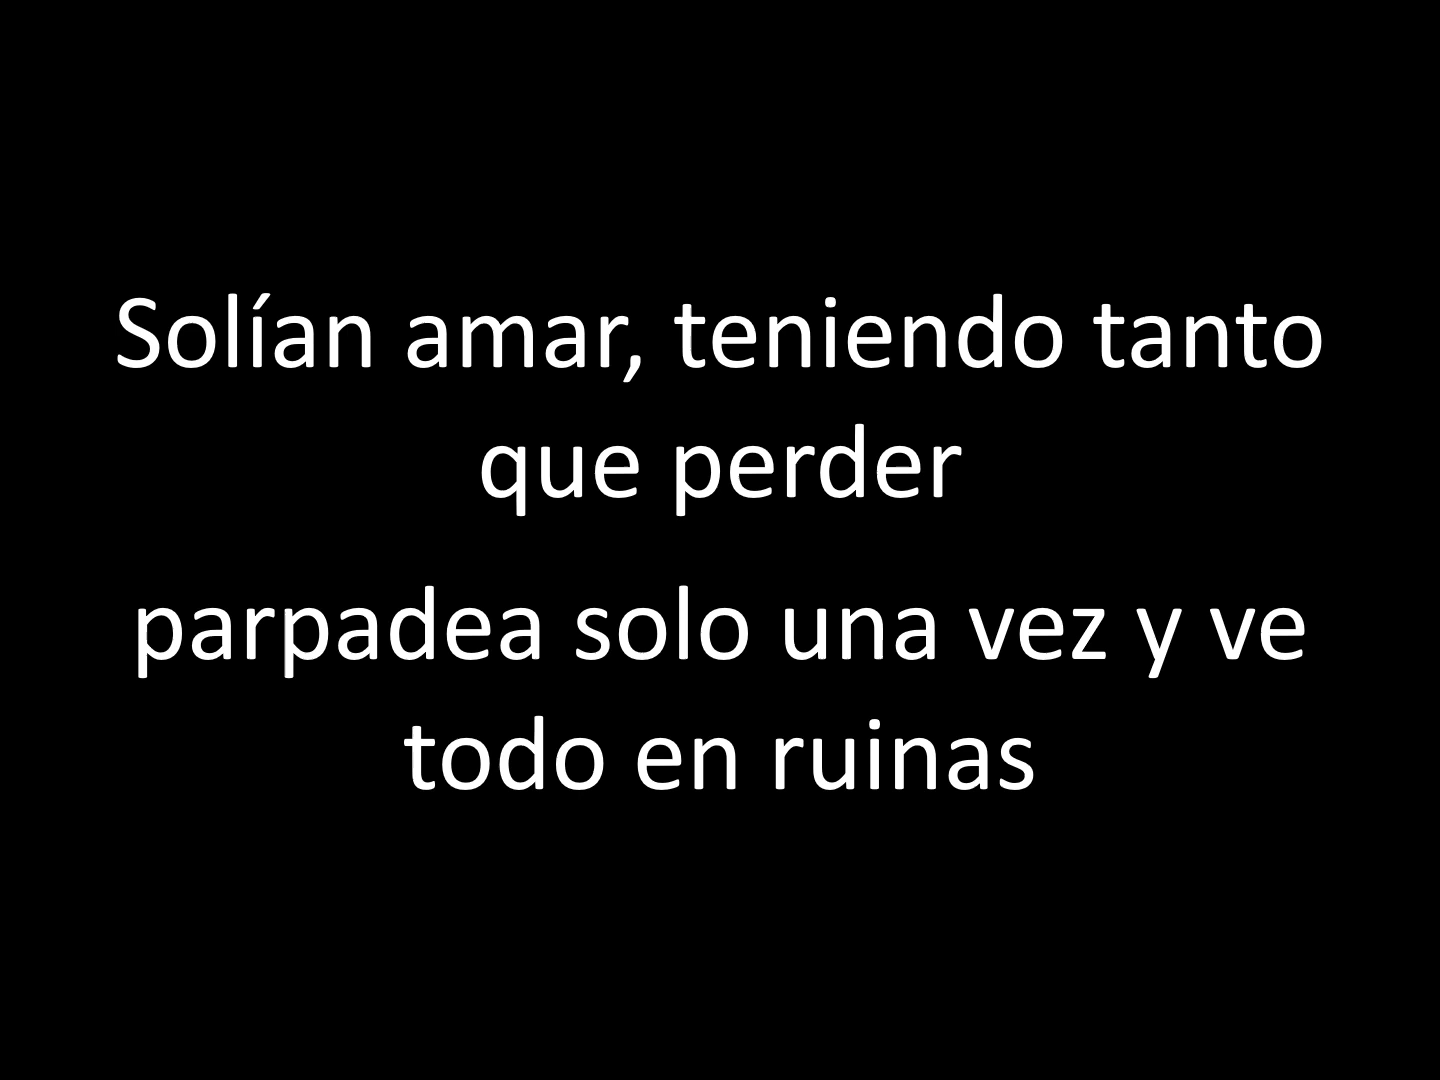 Solían amar, teniendo tanto
que perder
parpadea solo una vez y ve
todo en ruinas